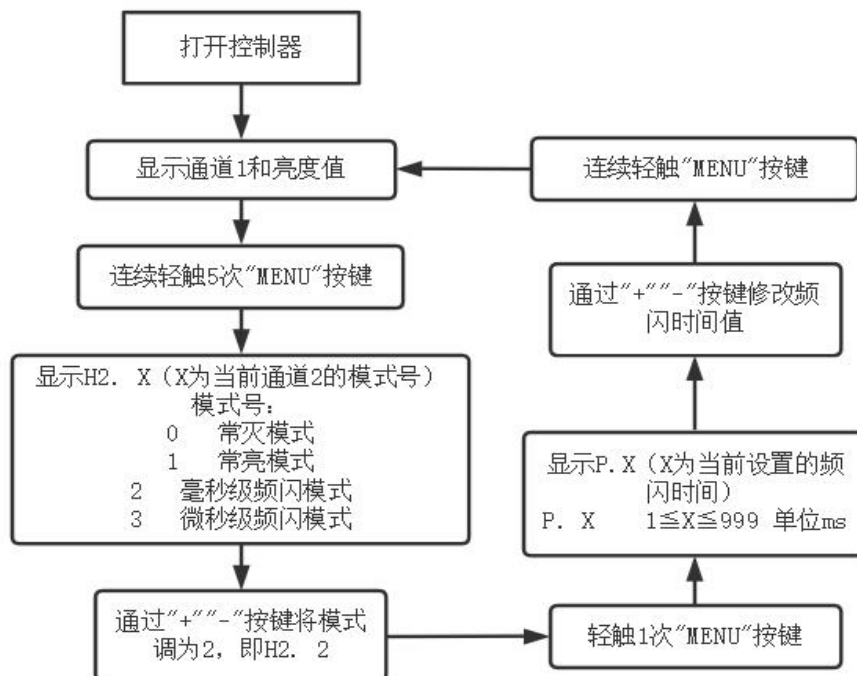 打开控制器
显示通道1和亮度值
连续轻触5次"MENU"按键
显示H2. X（X为当前通道2的模式号）
模式号：
0 常灭模式
1 常亮模式
2 毫秒级频闪模式
3 微秒级频闪模式
通过"+""-"按键将模式
调为2，即H2. 2
轻触1次"MENU"按键
显示P.X（X为当前设置的频
闪时间）
P. X 1≦X≦999 单位ms
通过"+""-"按键修改频
闪时间值
连续轻触"MENU"按键